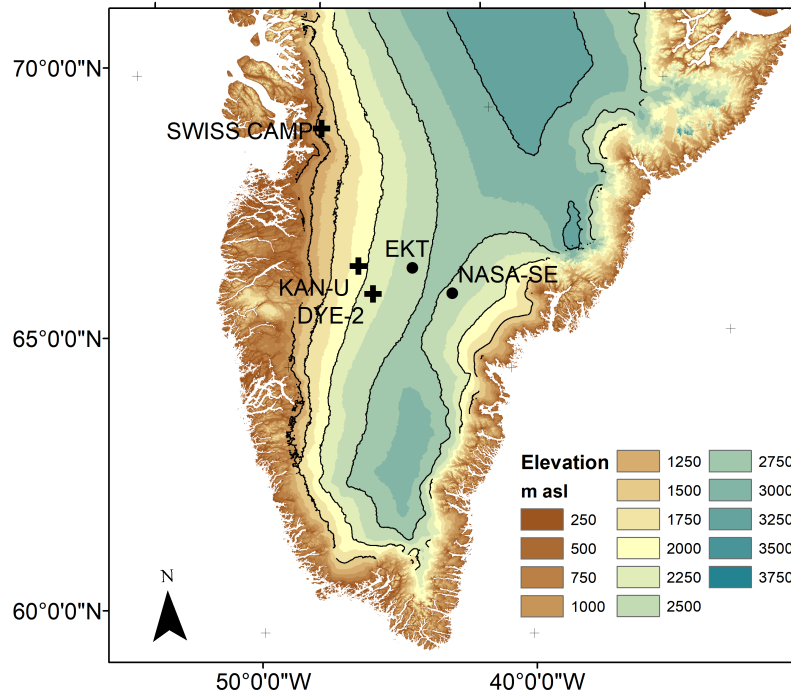 70°0'0"N
SWISS CAMP
EKT
NASA-SE
KAN-U
DYE-2
65°0'0"N
60°0'0"N
Elevation
m asl
250
500
750
1000
1250
1500
1750
2000
2250
2500
2750
3000
3250
3500
3750
N
50°0'0"W
40°0'0"W